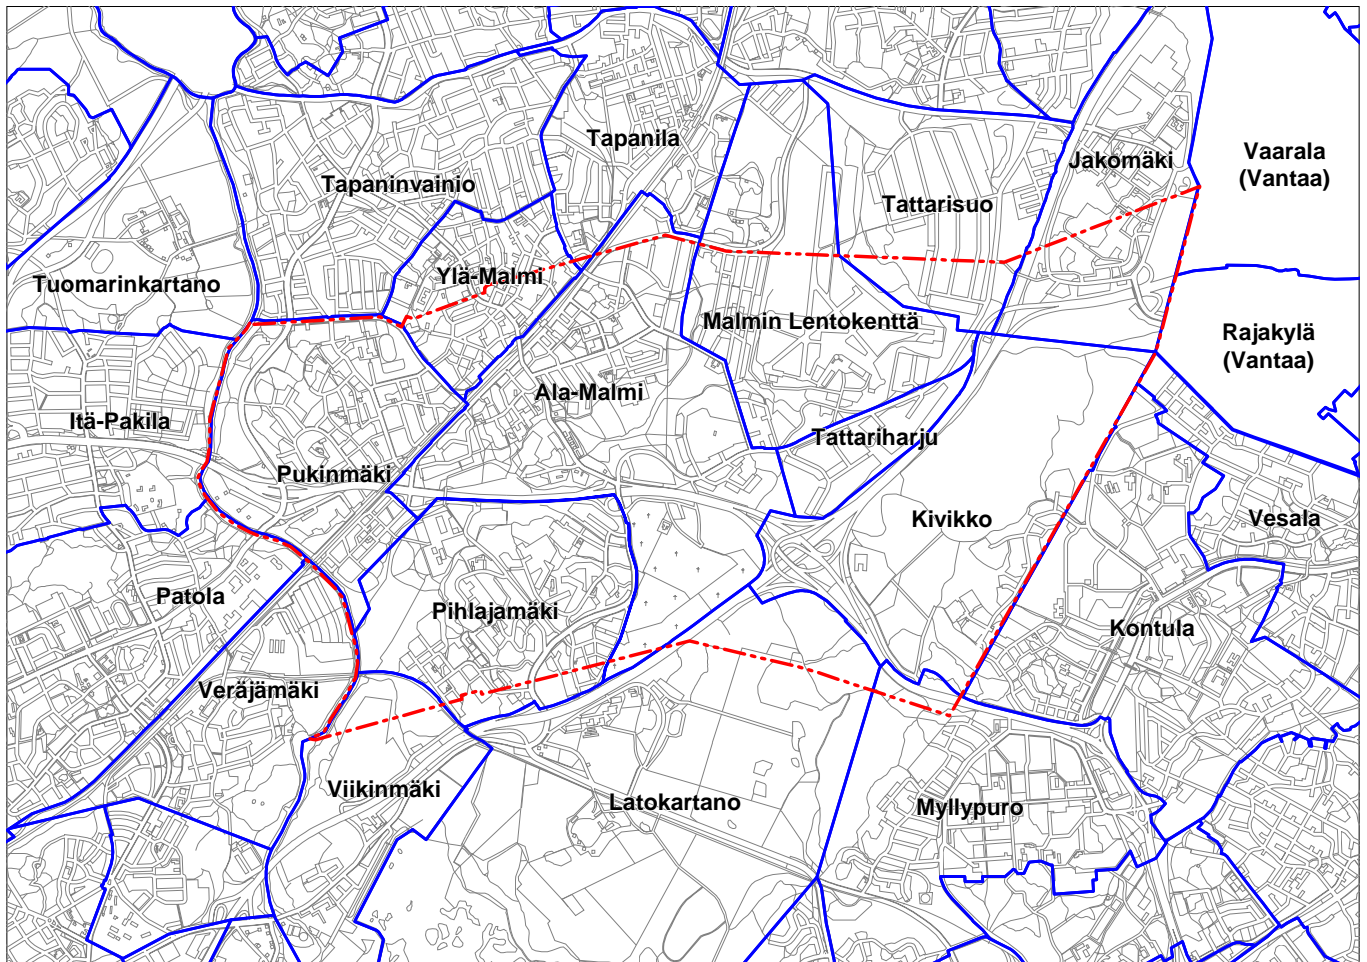 Tapanila
Vaarala
(Vantaa)
Jakomäki
Tapaninvainio
Tattarisuo
Tuomarinkartano
Ylä-Malmi
Malmin Lentokenttä
Rajakylä
(Vantaa)
Ala-Malmi
Itä-Pakila
Tattariharju
Pukinmäki
Kivikko
Vesala
Patola
Pihlajamäki
Kontula
Veräjämäki
Viikinmäki
Latokartano
Myllypuro